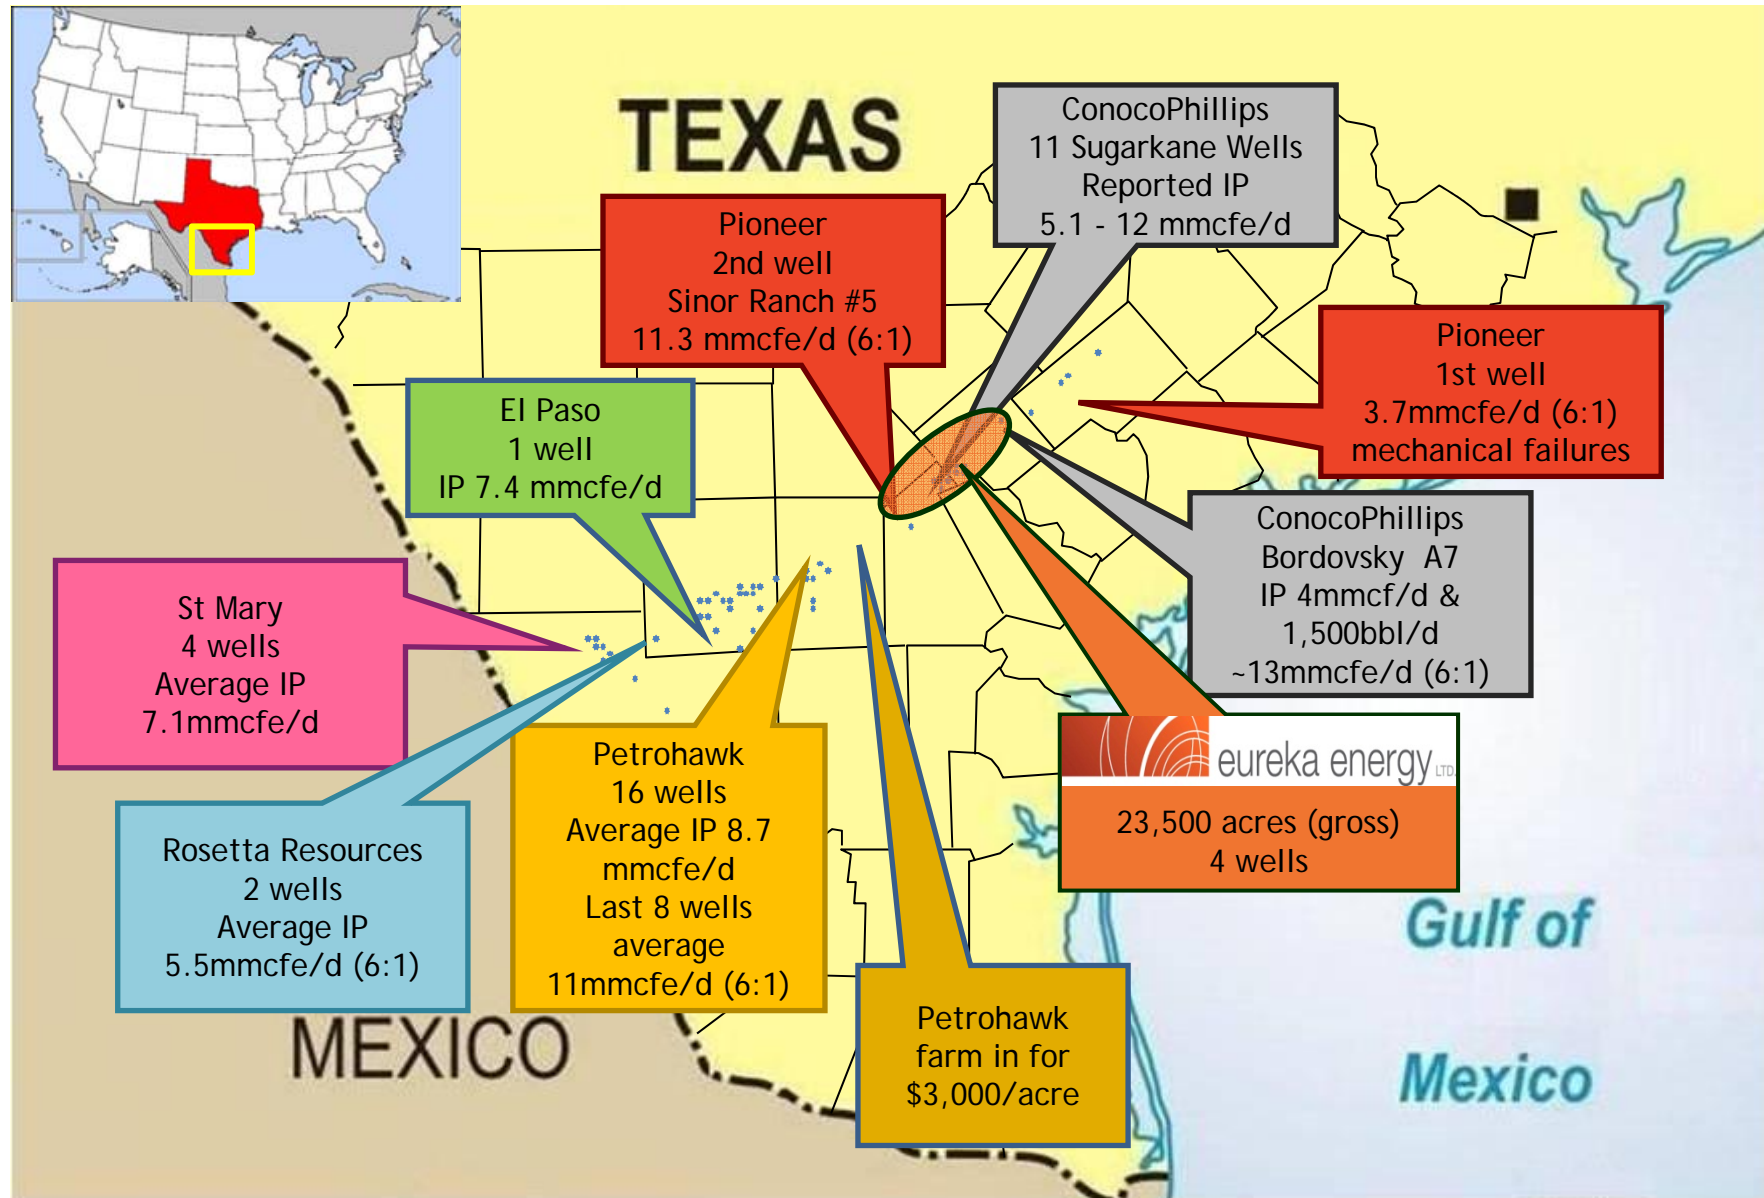 TEXAS
ConocoPhillips
11 Sugarkane Wells
Reported IP
5.1 - 12 mmcfe/d
Pioneer
2nd well
Sinor Ranch #5
11.3 mmcfe/d (6:1)
Pioneer
1st well
3.7mmcfe/d (6:1)
mechanical failures
El Paso
1 well
IP 7.4 mmcfe/d
ConocoPhillips
Bordovsky A7
IP 4mmcf/d &
1,500bbl/d
~13mmcfe/d (6:1)
St Mary
4 wells
Average IP
7.1mmcfe/d
eureka energy LTD.
23,500 acres (gross)
4 wells
Petrohawk
16 wells
Average IP 8.7
mmcfe/d
Last 8 wells
average
11mmcfe/d (6:1)
Rosetta Resources
2 wells
Average IP
5.5mmcfe/d (6:1)
Petrohawk
farm in for
$3,000/acre
MEXICO
Gulf of
Mexico